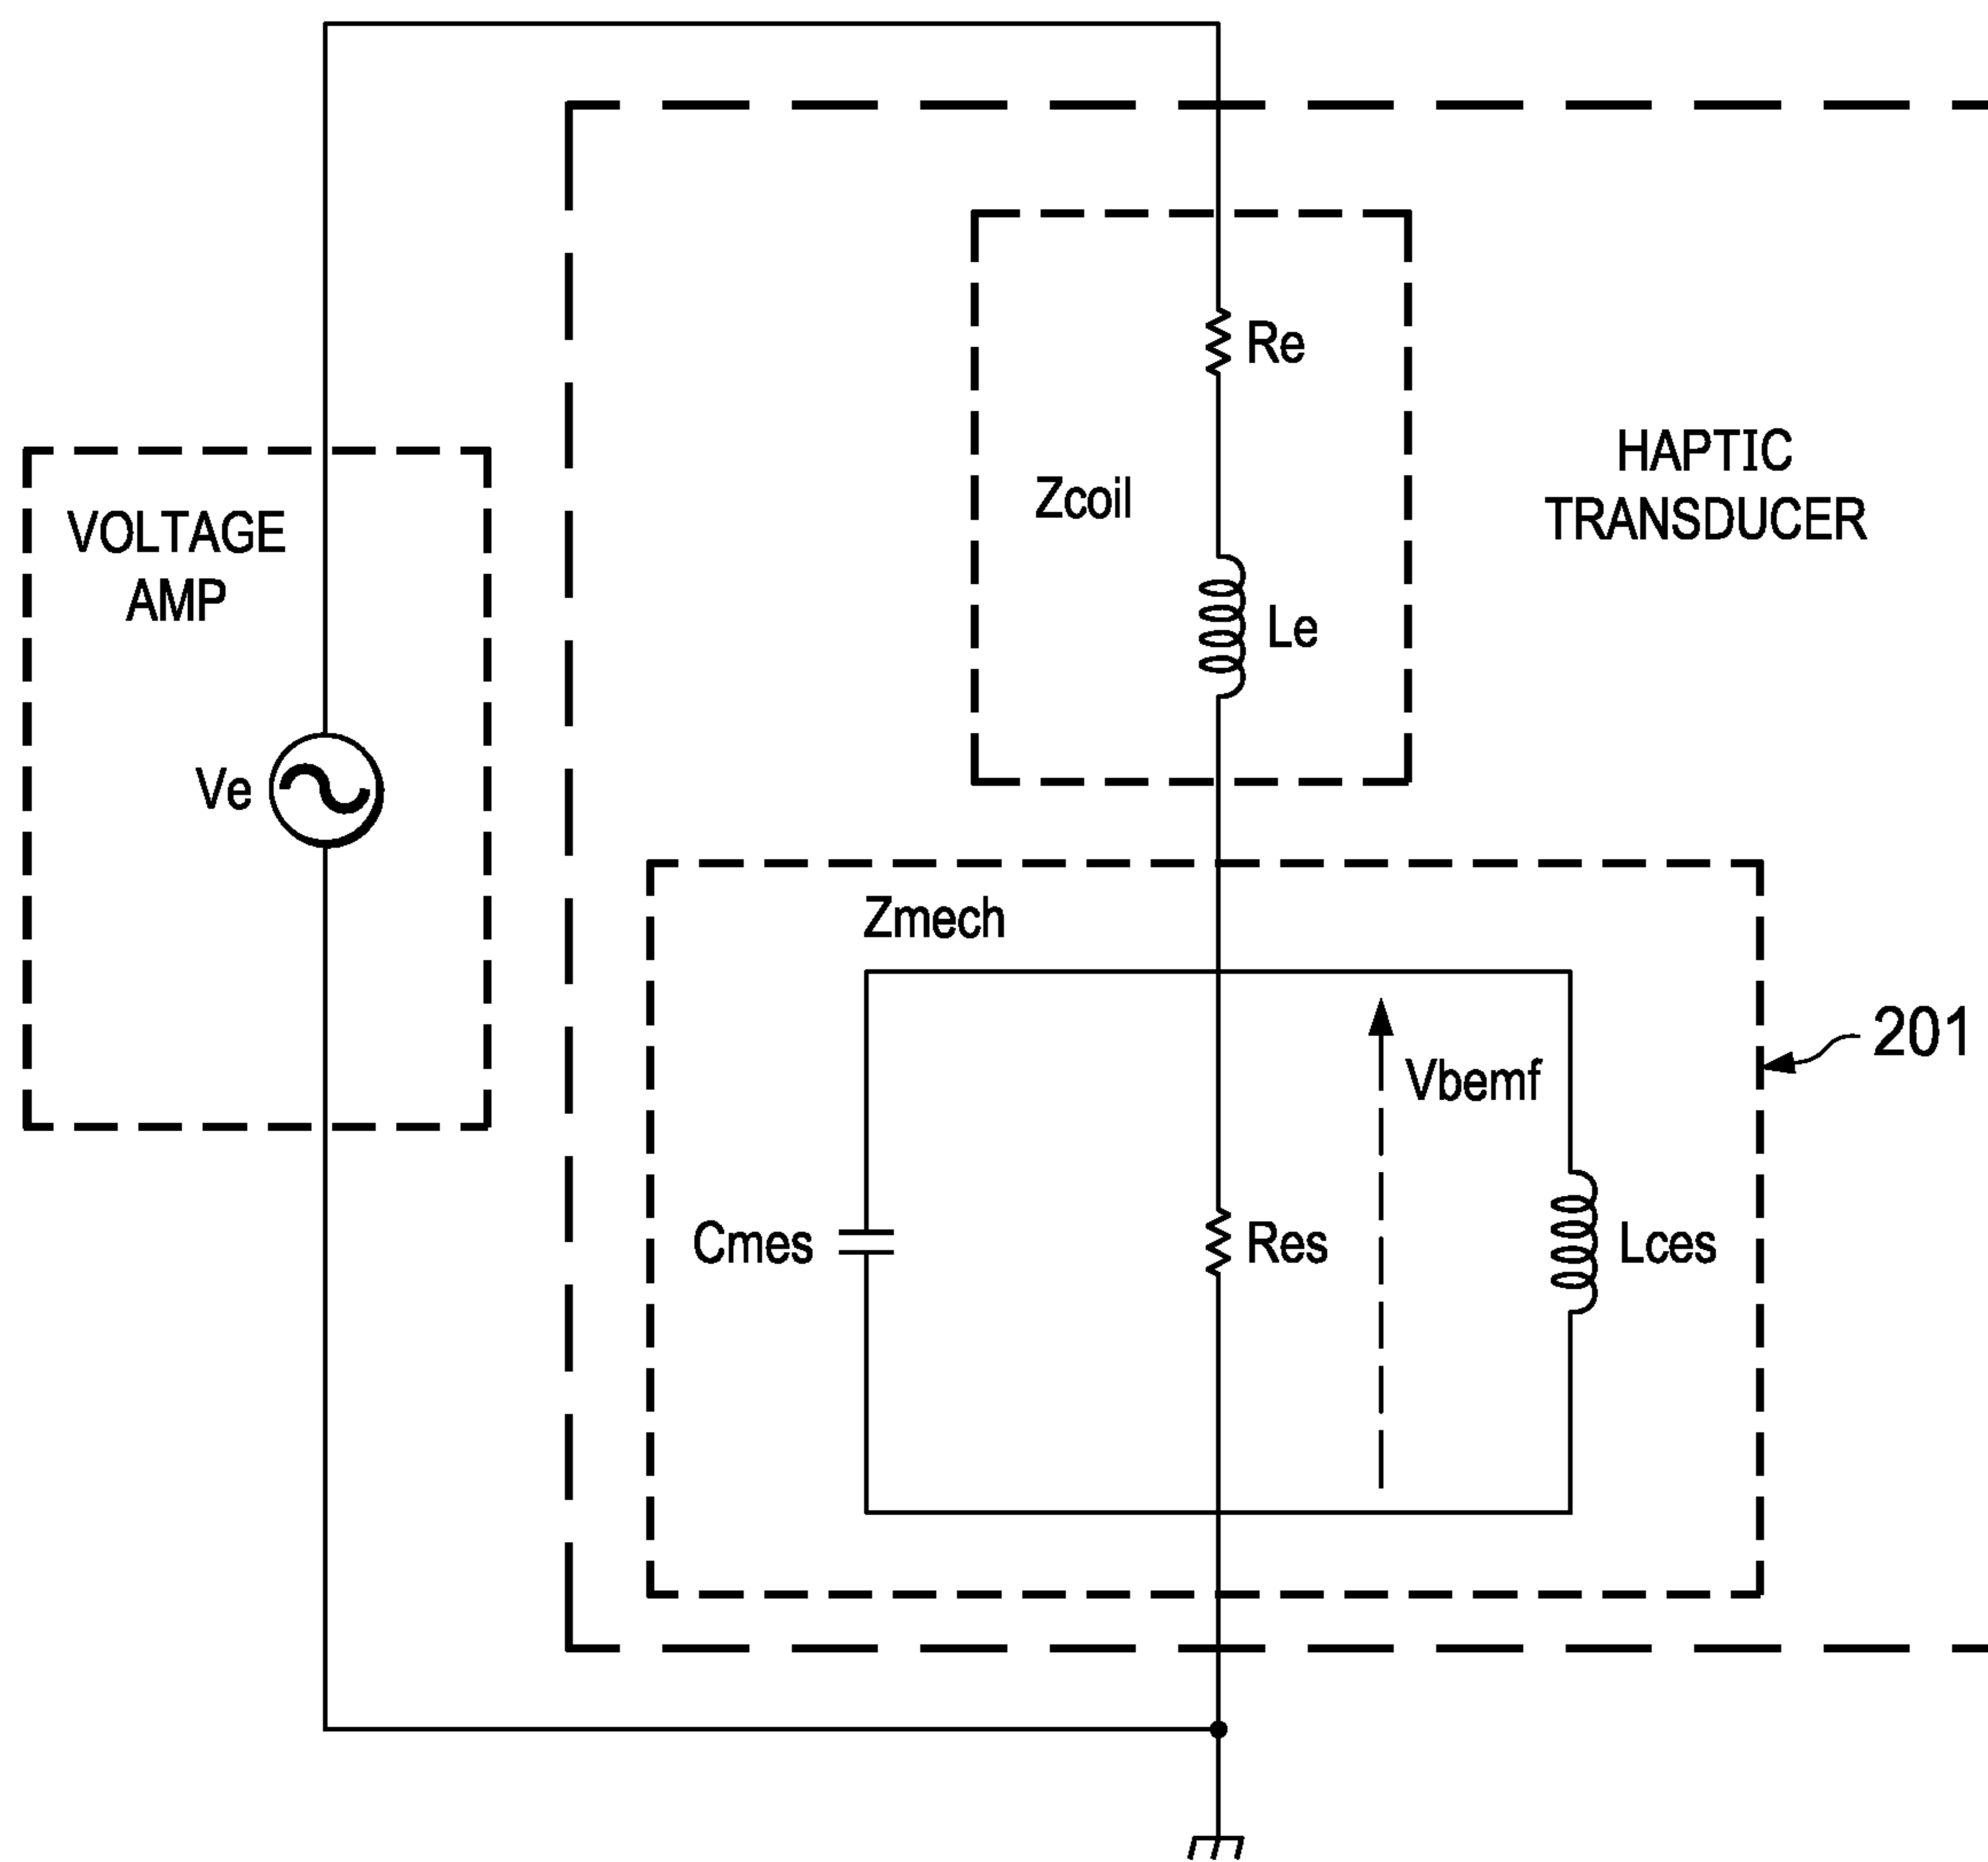 Re
HAPTIC
TRANSDUCER
Zcoil
VOLTAGE
AMP
Le
Ve
Zmech
201
Vbemf
Cmes
Res
Lces